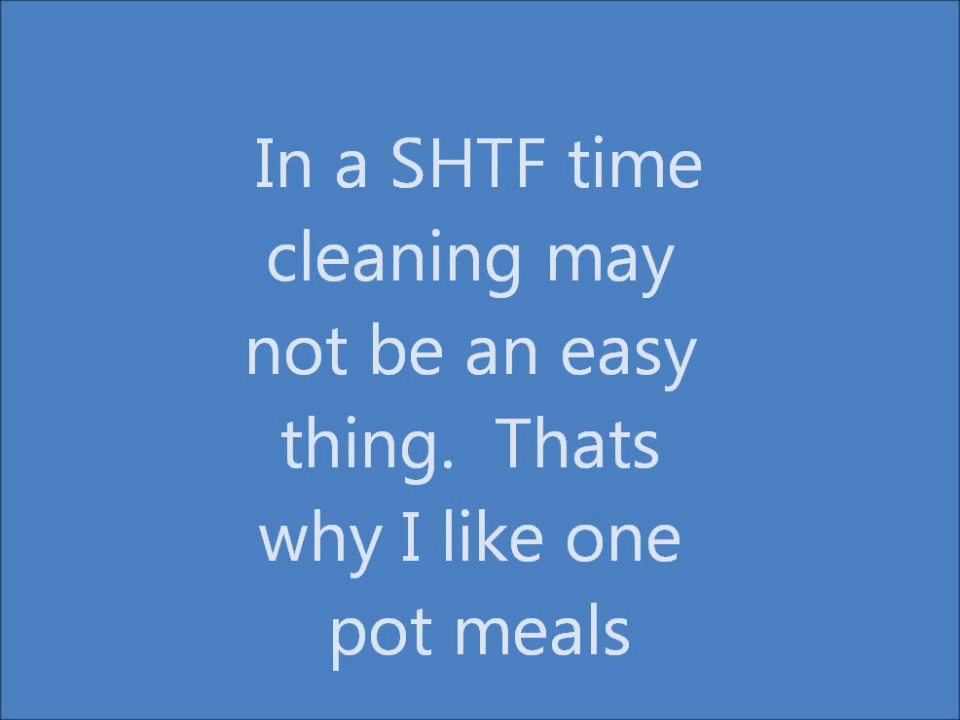 In a SHTF time
cleaning may
not be an easy
thing.  Thats
why I like one
pot meals